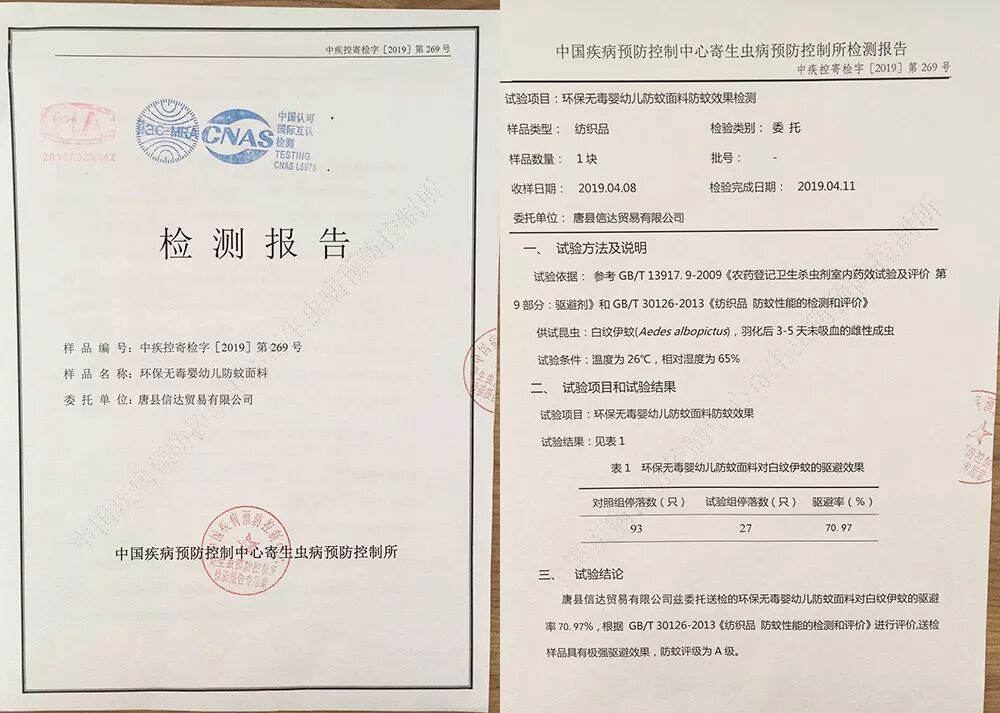 中疾控寄检字［2019］第 269 号
ilac-MRA
CNAS
中国认可
国际互认
检测
TESTING
CNAS L5978
检 测 报 告
样 品 编 号：中疾控寄检字［2019］第 269 号
样 品 名 称：环保无毒婴幼儿防蚊面料
委 托 单 位：唐县信达贸易有限公司
中国疾病预防控制中心寄生虫病预防控制所
检验报告专用章
中国疾病预防控制中心寄生虫病预防控制所检测报告
中疾控寄检字［2019］第 269 号
试验项目：环保无毒婴幼儿防蚊面料防蚊效果检测
样品类型： 纺织品 检验类别： 委 托
样品数量： 1 块 批号： -
收样日期： 2019.04.08 检验完成日期： 2019.04.11
委托单位： 唐县信达贸易有限公司
一、 试验方法及说明
试验依据： 参考 GB/T 13917. 9-2009《农药登记卫生杀虫剂室内药效试验及评价 第
9 部分：驱避剂》和 GB/T 30126-2013《纺织品 防蚊性能的检测和评价》
供试昆虫：白纹伊蚊(Aedes albopictus)，羽化后 3-5 天未吸血的雌性成虫
试验条件：温度为 26℃，相对湿度为 65%
二、 试验项目和试验结果
试验项目：环保无毒婴幼儿防蚊面料防蚊效果
试验结果：见表 1
表 1 环保无毒婴幼儿防蚊面料对白纹伊蚊的驱避效果
对照组停落数（只） 试验组停落数（只） 驱避率（%）
93 27 70. 97
三、 试验结论
唐县信达贸易有限公司兹委托送检的环保无毒婴幼儿防蚊面料对白纹伊蚊的驱避
率 70. 97%，根据 GB/T 30126-2013《纺织品 防蚊性能的检测和评价》进行评价,送检
样品具有极强驱避效果，防蚊评级为 A 级。